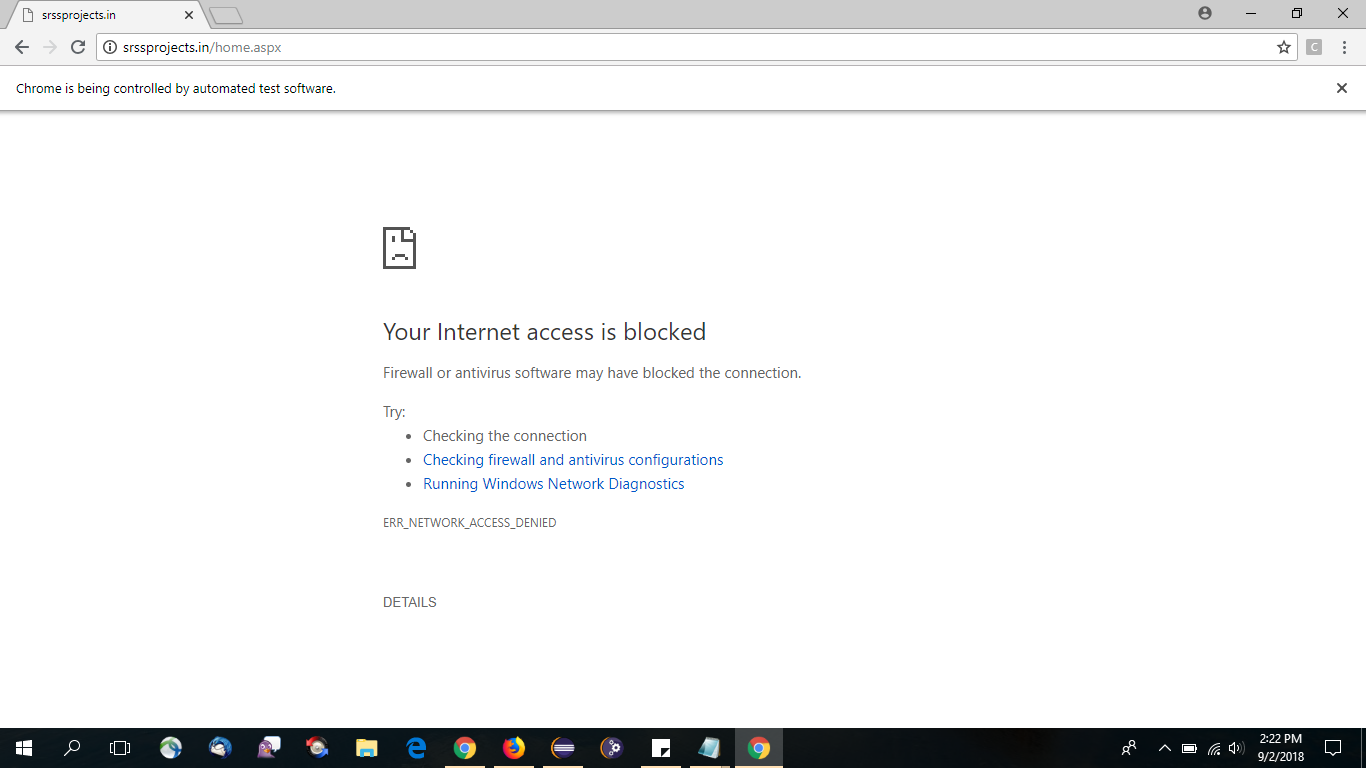 srssprojects.in
srssprojects.in/home.aspx
C
Chrome is being controlled by automated test software.
Your Internet access is blocked
Firewall or antivirus software may have blocked the connection.
Try:
• Checking the connection
• Checking firewall and antivirus configurations
• Running Windows Network Diagnostics
ERR_NETWORK_ACCESS_DENIED
DETAILS
2:22 PM
9/2/2018